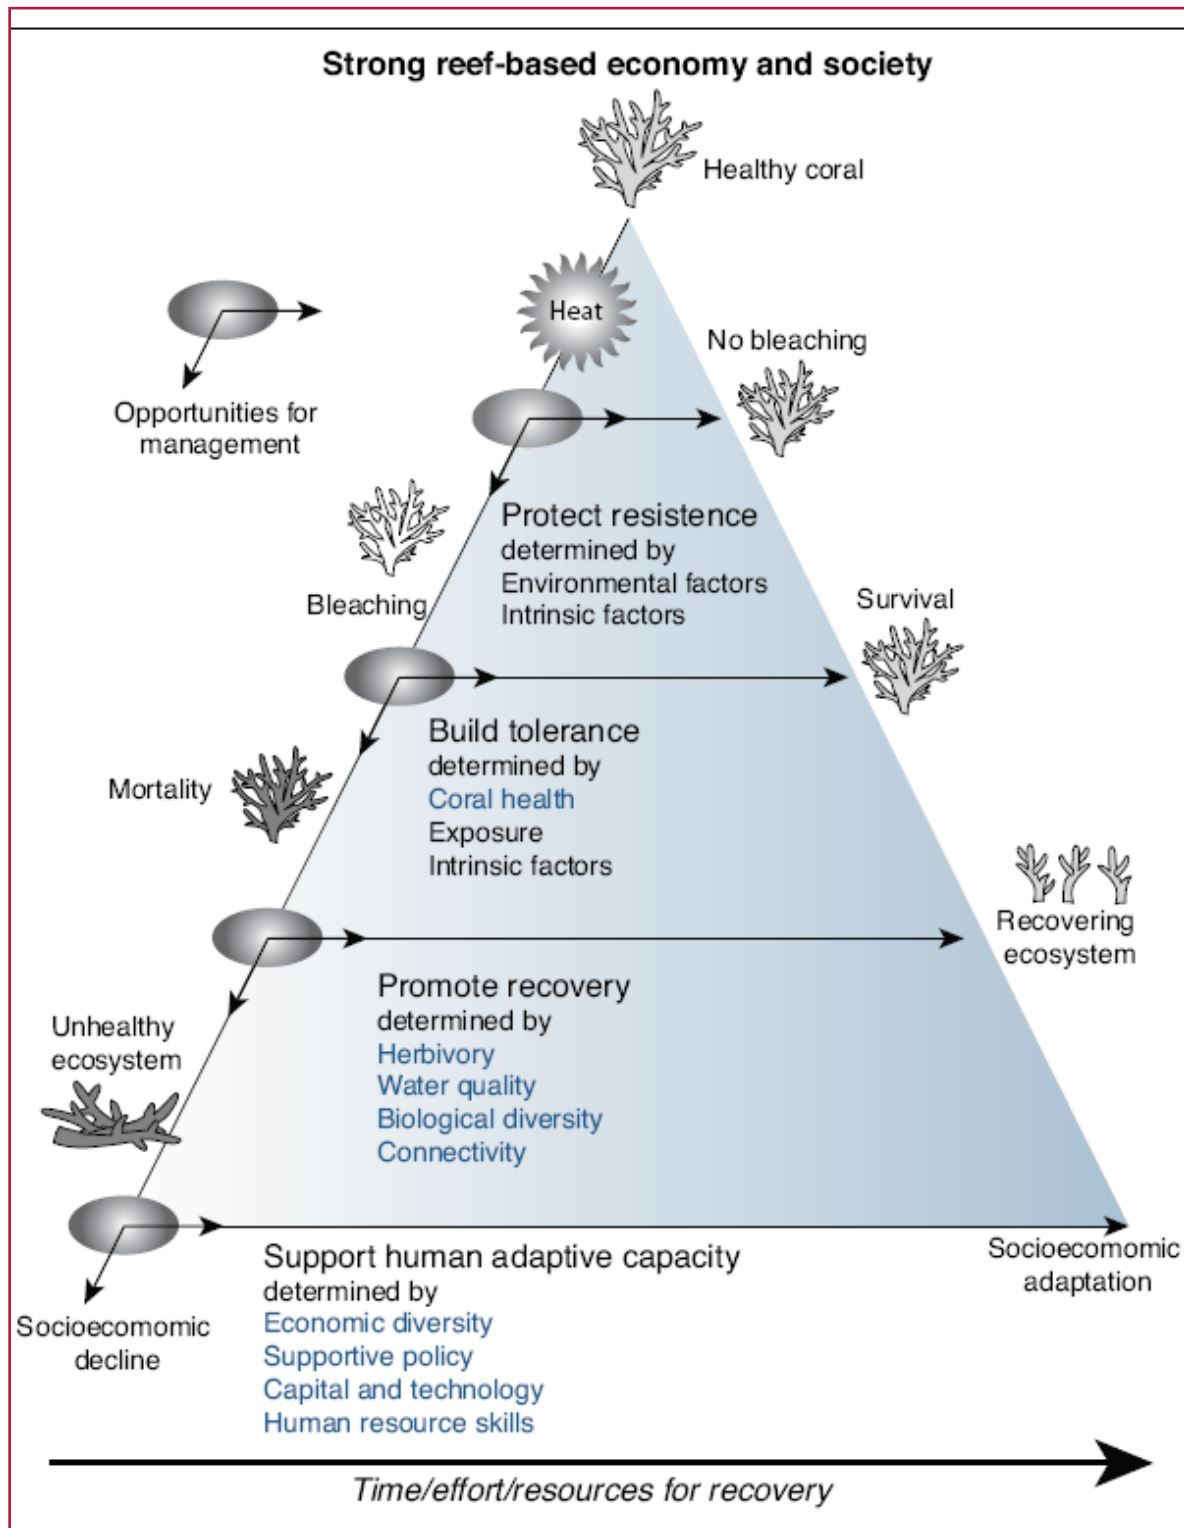 Strong reef-based economy and society
Healthy coral
Heat
No bleaching
Opportunities for
management
Protect resistence
determined by
Environmental factors
Intrinsic factors
Bleaching
Survival
Build tolerance
determined by
Coral health
Exposure
Intrinsic factors
Mortality
Recovering
ecosystem
Promote recovery
determined by
Herbivory
Water quality
Biological diversity
Connectivity
Unhealthy
ecosystem
Support human adaptive capacity
determined by
Economic diversity
Supportive policy
Capital and technology
Human resource skills
Socioecomomic
adaptation
Socioecomomic
decline
Time/effort/resources for recovery